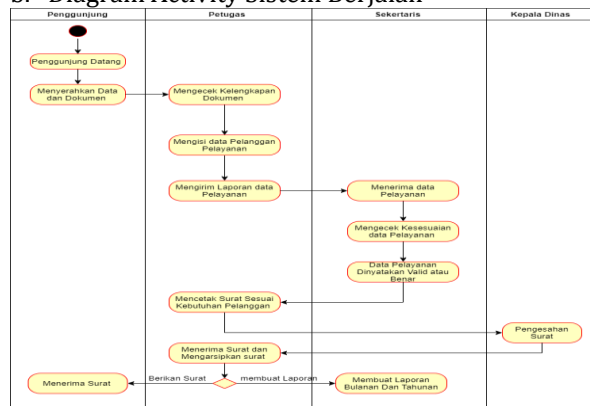 b. Diagram Activity Sistem Berjalan
Penggunjung
Petugas
Sekertaris
Kepala Dinas
Penggunjung Datang
Menyerahkan Data
dan Dokumen
Mengecek Kelengkapan
Dokumen
Mengisi data Pelanggan
Pelayanan
Mengirim Laporan data
Pelayanan
Menerima data
Pelayanan
Mengecek Kesesuaian
data Pelayanan
Data Pelayanan
Dinyatakan Valid atau
Benar
Mencetak Surat Sesuai
Kebutuhan Pelanggan
Pengesahan
Surat
Menerima Surat dan
Mengarsipkan surat
Berikan Surat
membuat Laporan
Menerima Surat
Membuat Laporan
Bulanan Dan Tahunan